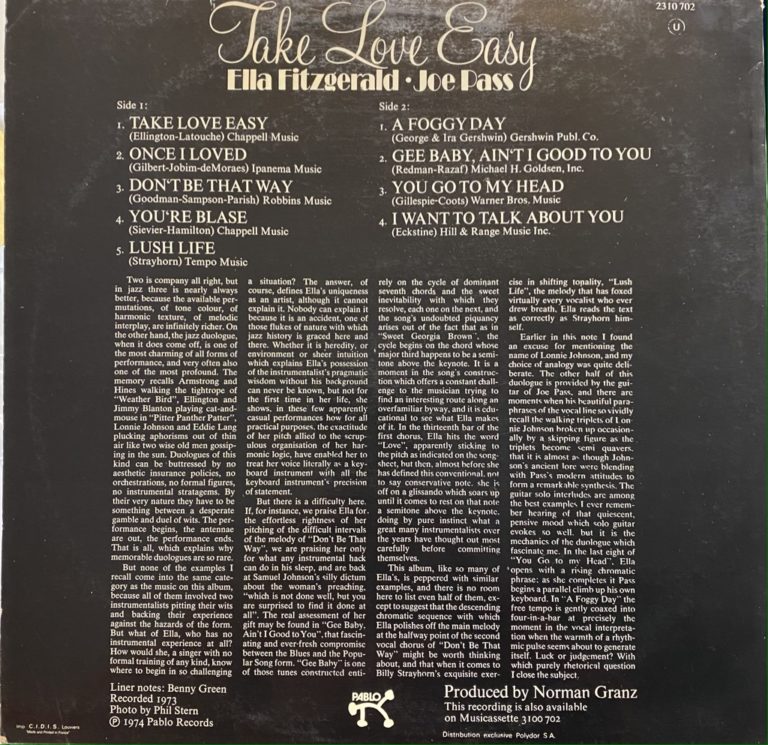 2310 702
U
Take Love Easy
Ella Fitzgerald · Joe Pass
Side 1:
1. TAKE LOVE EASY
(Ellington-Latouche) Chappell Music
2. ONCE I LOVED
(Gilbert-Jobim-deMoraes) Ipanema Music
3. DON'T BE THAT WAY
(Goodman-Sampson-Parish) Robbins Music
4. YOU'RE BLASE
(Sievier-Hamilton) Chappell Music
5. LUSH LIFE
(Strayhorn) Tempo Music
Side 2:
1. A FOGGY DAY
(George & Ira Gershwin) Gershwin Publ. Co.
2. GEE BABY, AIN'T I GOOD TO YOU
(Redman-Razaf) Michael H. Goldsen, Inc.
3. YOU GO TO MY HEAD
(Gillespie-Coots) Warner Bros. Music
4. I WANT TO TALK ABOUT YOU
(Eckstine) Hill & Range Music Inc.
Two is company all right, but
in jazz three is nearly always
better, because the available per-
mutations, of tone colour, of
harmonic texture, of melodic
interplay, are infinitely richer. On
the other hand, the jazz duologue,
when it does come off, is one of
the most charming of all forms of
performance, and very often also
one of the most profound. The
memory recalls Armstrong and
Hines walking the tightrope of
"Weather Bird", Ellington and
Jimmy Blanton playing cat-and-
mouse in "Pitter Panther Patter",
Lonnie Johnson and Eddie Lang
plucking aphorisms out of thin
air like two wise old men gossip-
ing in the sun. Duologues of this
kind can be buttressed by no
aesthetic insurance policies, no
orchestrations, no formal figures,
no instrumental stratagems. By
their very nature they have to be
something between a desperate
gamble and duel of wits. The per-
formance begins, the antennae
are out, the performance ends.
That is all, which explains why
memorable duologues are so rare.
But none of the examples I
recall come into the same cate-
gory as the music on this album,
because all of them involved two
instrumentalists pitting their wits
and backing their experience
against the hazards of the form.
But what of Ella, who has no
instrumental experience at all?
How would she, a singer with no
formal training of any kind, know
where to begin in so challenging
a situation? The answer, of
course, defines Ella's uniqueness
as an artist, although it cannot
explain it. Nobody can explain it
because it is an accident, one of
those flukes of nature with which
jazz history is graced here and
there. Whether it is heredity, or
environment or sheer intuition
which explains Ella's possession
of the instrumentalist's pragmatic
wisdom without his background
can never be known, but not for
the first time in her life, she
shows, in these few apparently
casual performances how for all
practical purposes, the exactitude
of her pitch allied to the scrup-
ulous organisation of her har-
monic logic, have enabled her to
treat her voice literally as a key-
board instrument with all the
keyboard instrument's precision
of statement.
But there is a difficulty here.
If, for instance, we praise Ella for
the effortless rightness of her
pitching of the difficult intervals
of the melody of "Don't Be That
Way", we are praising her only
for what any instrumental hack
can do in his sleep, and are back
at Samuel Johnson's silly dictum
about the woman's preaching,
"which is not done well, but you
are surprised to find it done at
all". The real assessment of her
gift may be found in "Gee Baby,
Ain't I Good to You", that fascin-
ating and ever-fresh compromise
between the Blues and the Popu-
lar Song form. "Gee Baby" is one
of those tunes constructed enti-
rely on the cycle of dominant
seventh chords and the sweet
inevitability with which they
resolve, each one on the next, and
the song's undoubted piquancy
arises out of the fact that as in
"Sweet Georgia Brown", the
cycle begins on the chord whose
major third happens to be a semi-
tone above the keynote. It is a
moment in the song's construc-
tion which offers a constant chall-
enge to the musician trying to
find an interesting route along an
overfamiliar byway, and it is edu-
cational to see what Ella makes
of it. In the thirteenth bar of the
first chorus, Ella hits the word
"Love", apparently sticking to
the pitch as indicated on the song-
sheet, but then, almost before she
has defined this conventional, not
to say conservative note, she is
off on a glissando which soars up
until it comes to rest on that note
a semitone above the keynote,
doing by pure instinct what a
great many instrumentalists over
the years have thought out most
carefully before committing
themselves.
This album, like so many of
Ella's, is peppered with similar
examples, and there is no room
here to list even half of them, ex-
cept to suggest that the descending
chromatic sequence with which
Ella polishes off the main melody
at the halfway point of the second
vocal chorus of "Don't Be That
Way" might be worth thinking
about, and that when it comes to
Billy Strayhorn's exquisite exer-
cise in shifting tonality, "Lush
Life", the melody that has foxed
virtually every vocalist who ever
drew breath, Ella reads the text
as correctly as Strayhorn him-
self.
Earlier in this note I found
an excuse for mentioning the
name of Lonnie Johnson, and my
choice of analogy was quite deli-
berate. The other half of this
duologue is provided by the gui-
tar of Joe Pass, and there are
moments when his beautiful para-
phrases of the vocal line so vividly
recall the walking triplets of Lon-
nie Johnson broken up occasion-
ally by a skipping figure as the
triplets become semi quavers,
that it is almost as though John-
son's ancient lore were blending
with Pass's modern attitudes to
form a remarkable synthesis. The
guitar solo interludes are among
the best examples I ever remem-
ber hearing of that quiescent,
pensive mood which solo guitar
evokes so well, but it is the
mechanics of the duologue which
fascinate me. In the last eight of
"You Go to my Head", Ella
opens with a rising chromatic
phrase; as she completes it Pass
begins a parallel climb up his own
keyboard. In "A Foggy Day" the
free tempo is gently coaxed into
four-in-a-bar at precisely the
moment in the vocal interpreta-
tion when the warmth of a rhyth-
mic pulse seems about to generate
itself. Luck or judgement? With
which purely rhetorical question
I close the subject.
Liner notes: Benny Green
Recorded 1973
Photo by Phil Stern
℗ 1974 Pablo Records
PABLO
Produced by Norman Granz
This recording is also available
on Musicassette 3100 702
Imp. C.I.D.I.S. Louviers
"Made and Printed in France"
Distribution exclusive Polydor S.A.